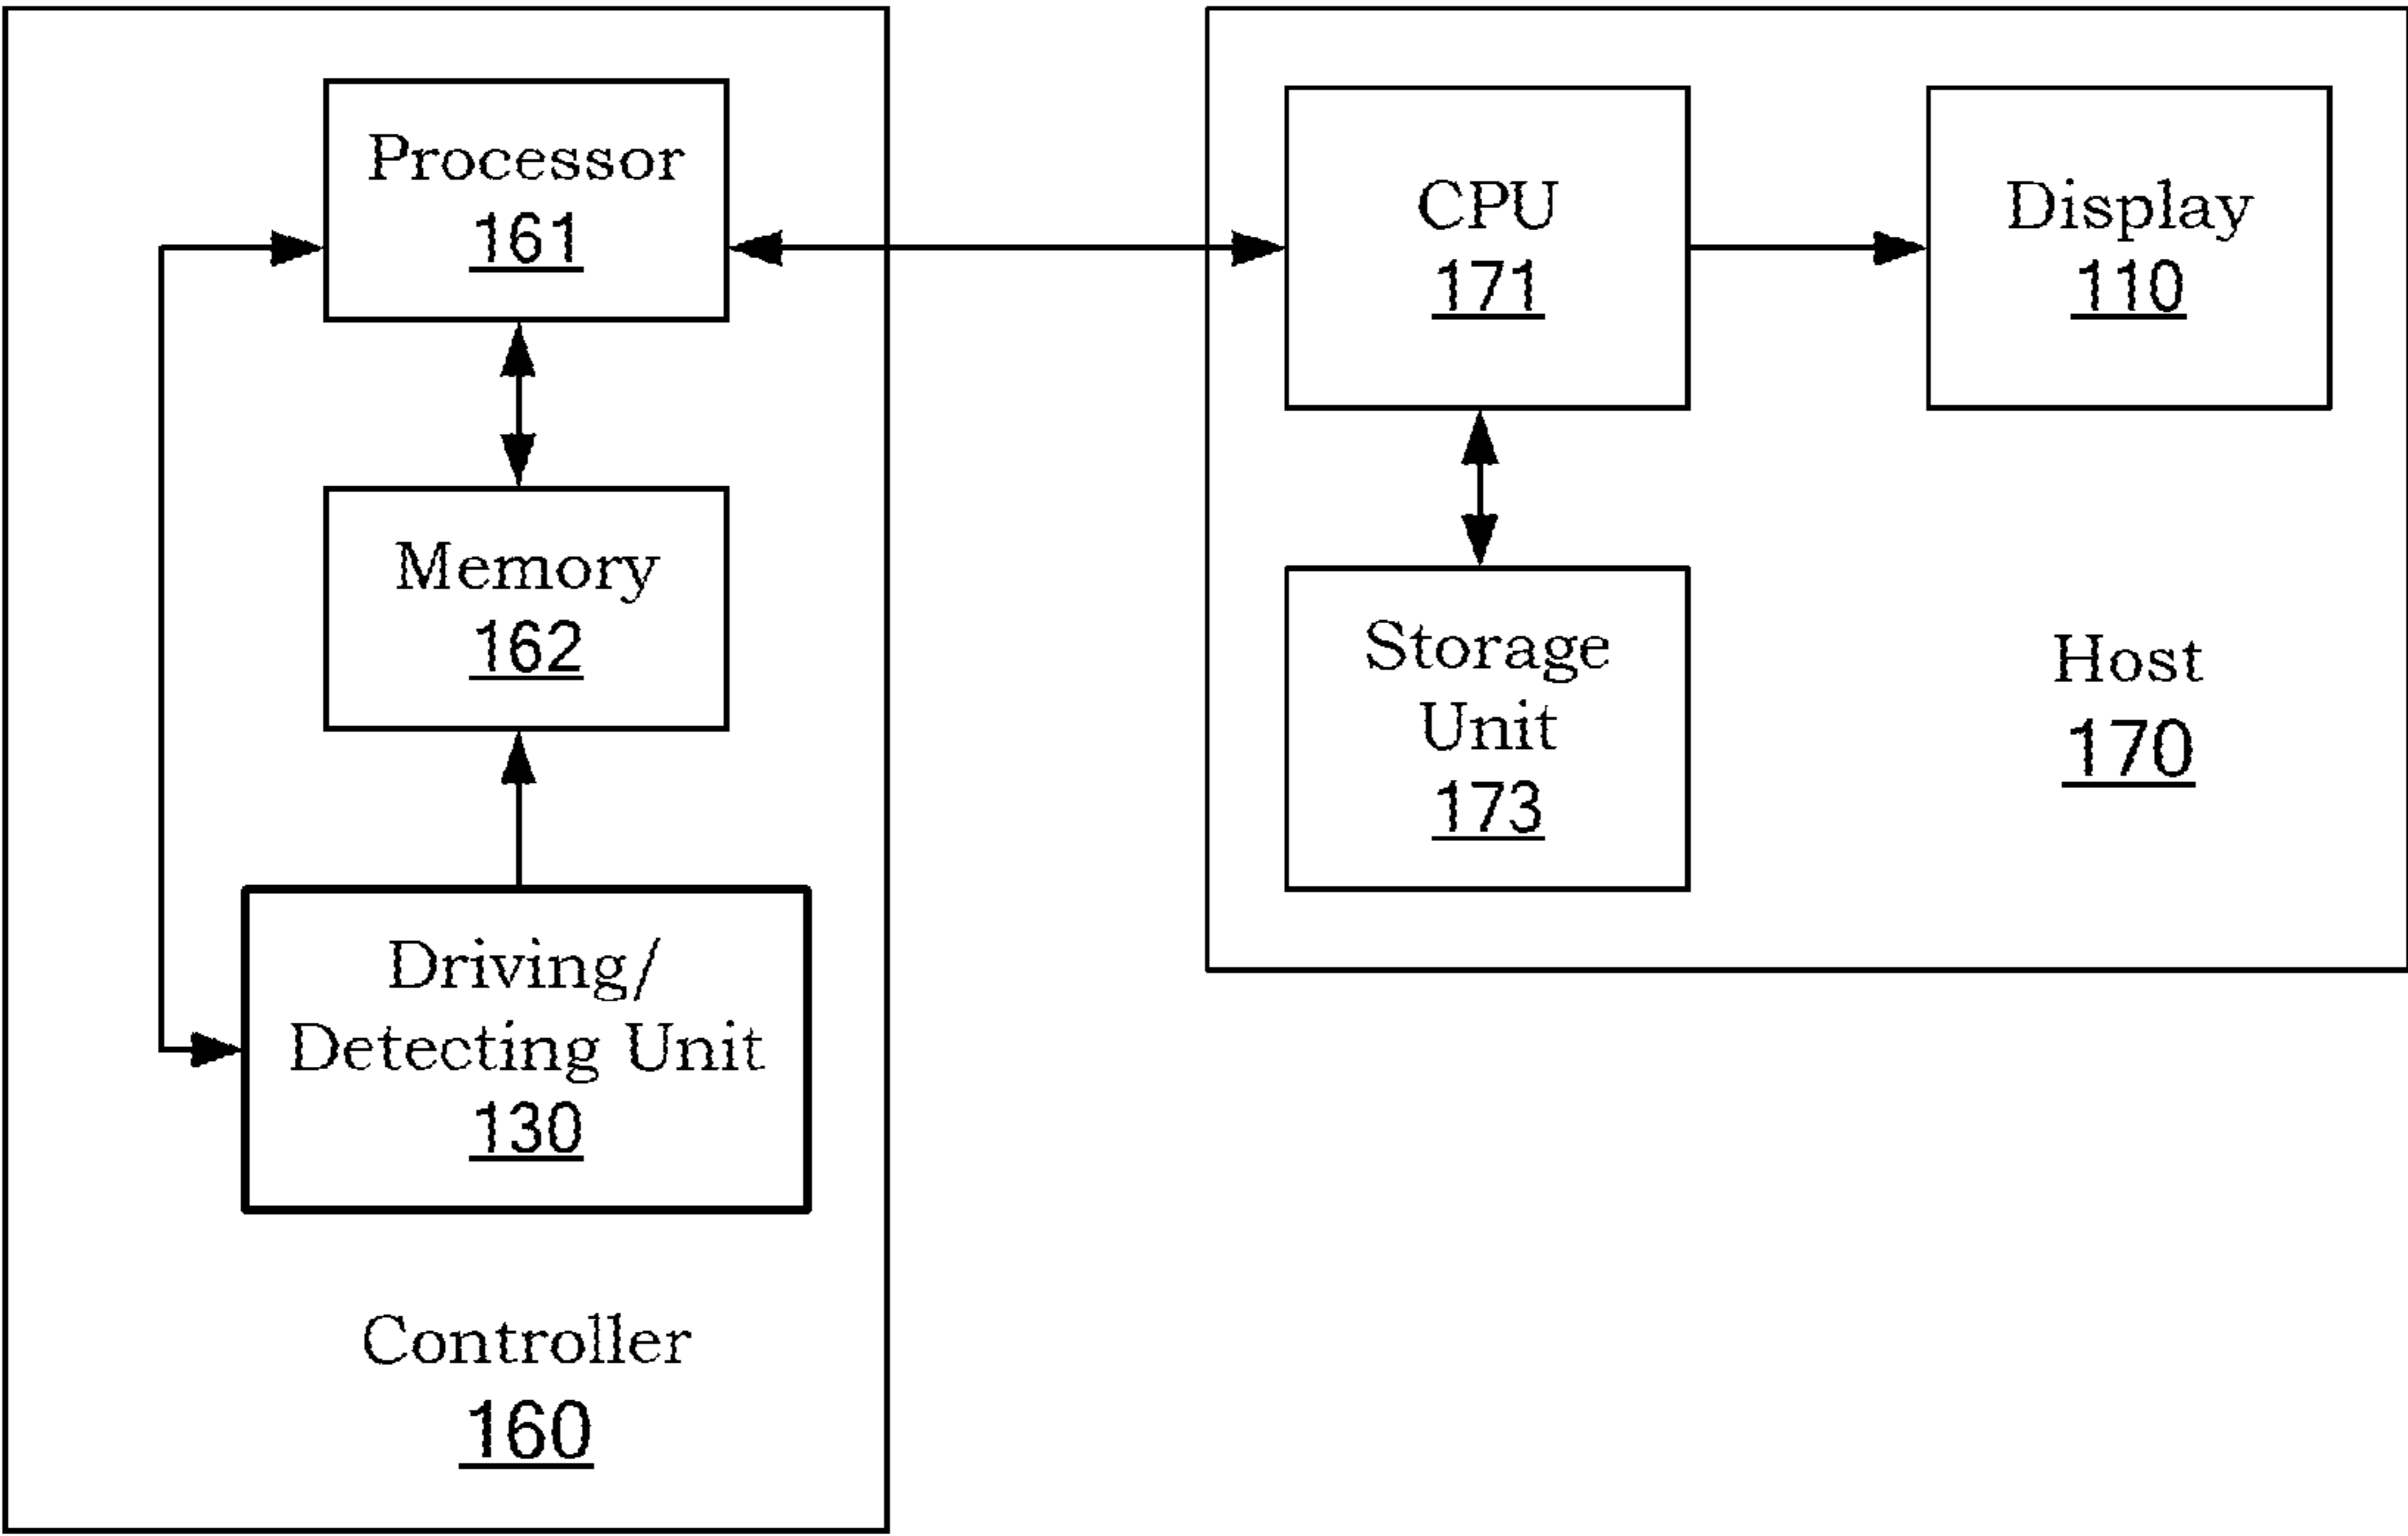 Processor
161
Memory
162
Driving/
Detecting Unit
130
Controller
160
CPU
171
Display
110
Storage
Unit
173
Host
170